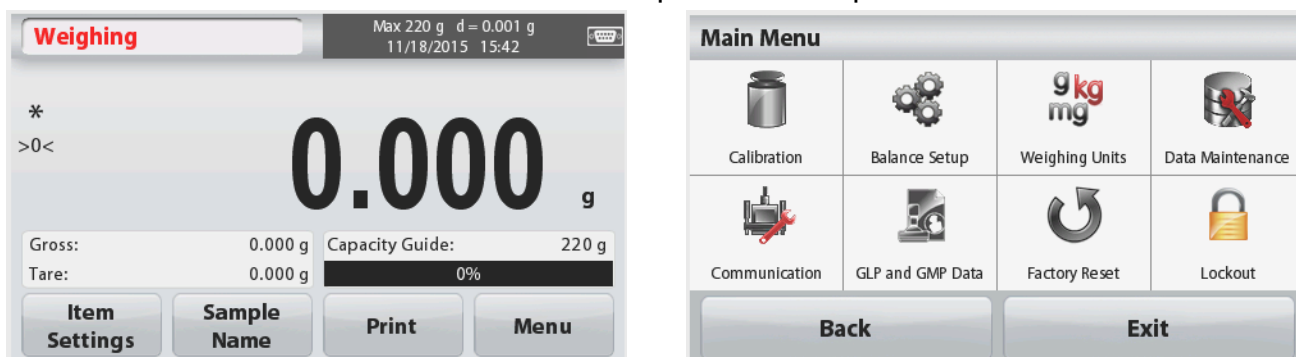 Weighing
Max 220 g d = 0.001 g
11/18/2015 15:42
*
>0<
0.000 g
Gross: 0.000 g
Tare: 0.000 g
Capacity Guide: 220 g
0%
Item Settings
Sample Name
Print
Menu
Main Menu
g kg
mg
Calibration
Balance Setup
Weighing Units
Data Maintenance
Communication
GLP and GMP Data
Factory Reset
Lockout
Back
Exit